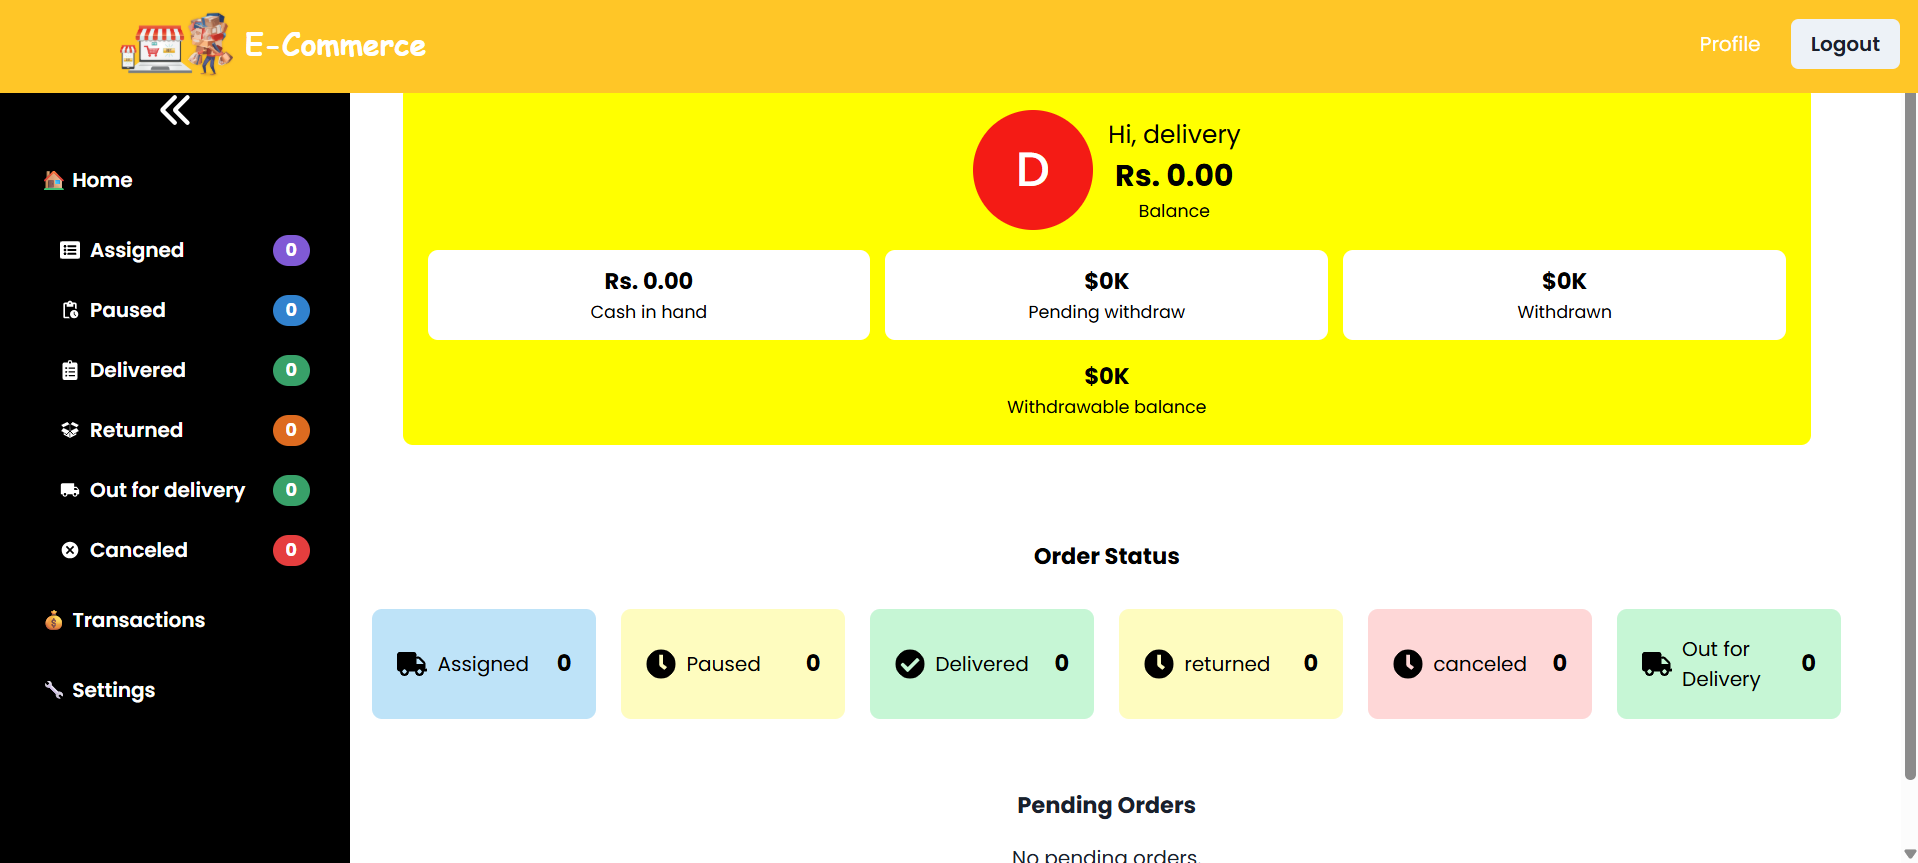 E-Commerce
Profile
Logout
Home
Assigned 0
Paused 0
Delivered 0
Returned 0
Out for delivery 0
Canceled 0
Transactions
Settings
D
Hi, delivery
Rs. 0.00
Balance
Rs. 0.00
Cash in hand
$0K
Pending withdraw
$0K
Withdrawn
$0K
Withdrawable balance
Order Status
Assigned 0
Paused 0
Delivered 0
returned 0
canceled 0
Out for
Delivery 0
Pending Orders
No pending orders.